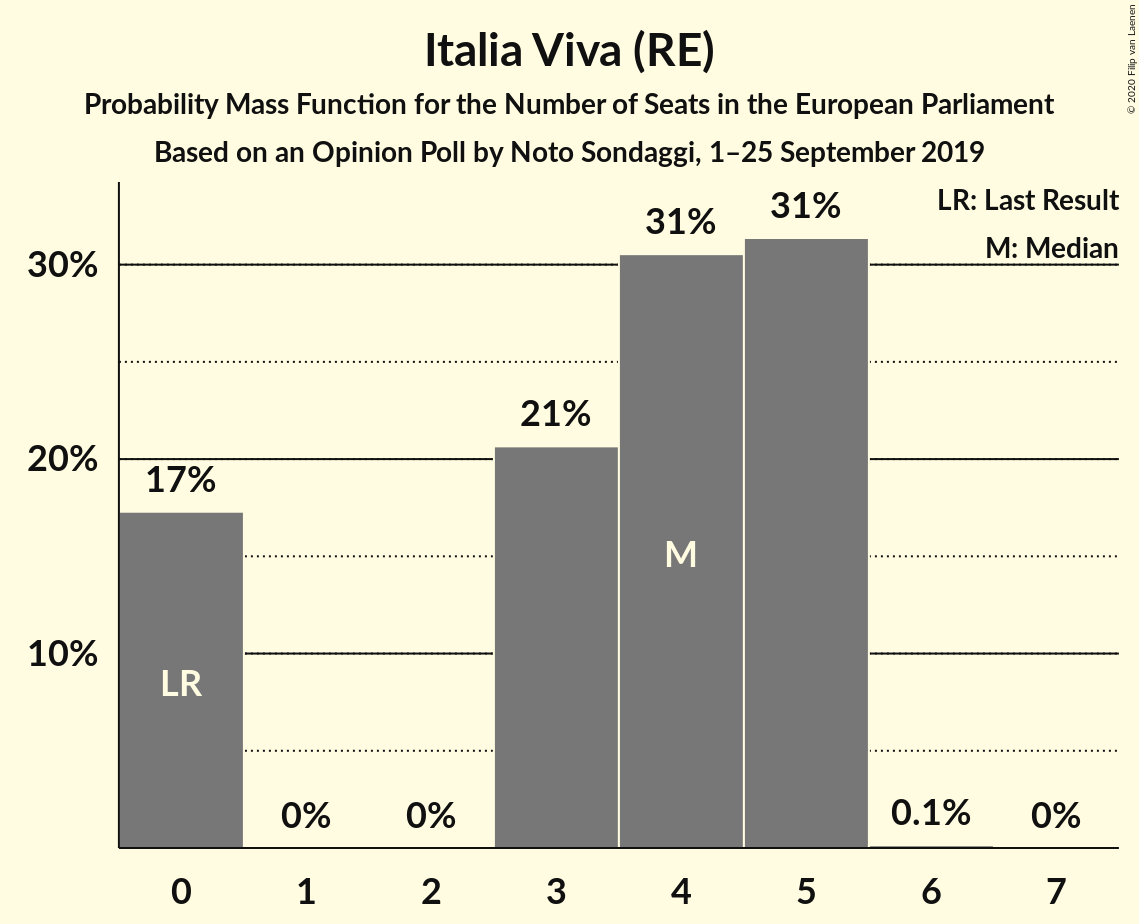 Italia Viva (RE)
Probability Mass Function for the Number of Seats in the European Parliament
Based on an Opinion Poll by Noto Sondaggi, 1–25 September 2019
© 2020 Filip van Laenen
LR: Last Result
M: Median
30%
20%
10%
17%
0%
0%
21%
31%
31%
0.1%
0%
LR
M
0 1 2 3 4 5 6 7